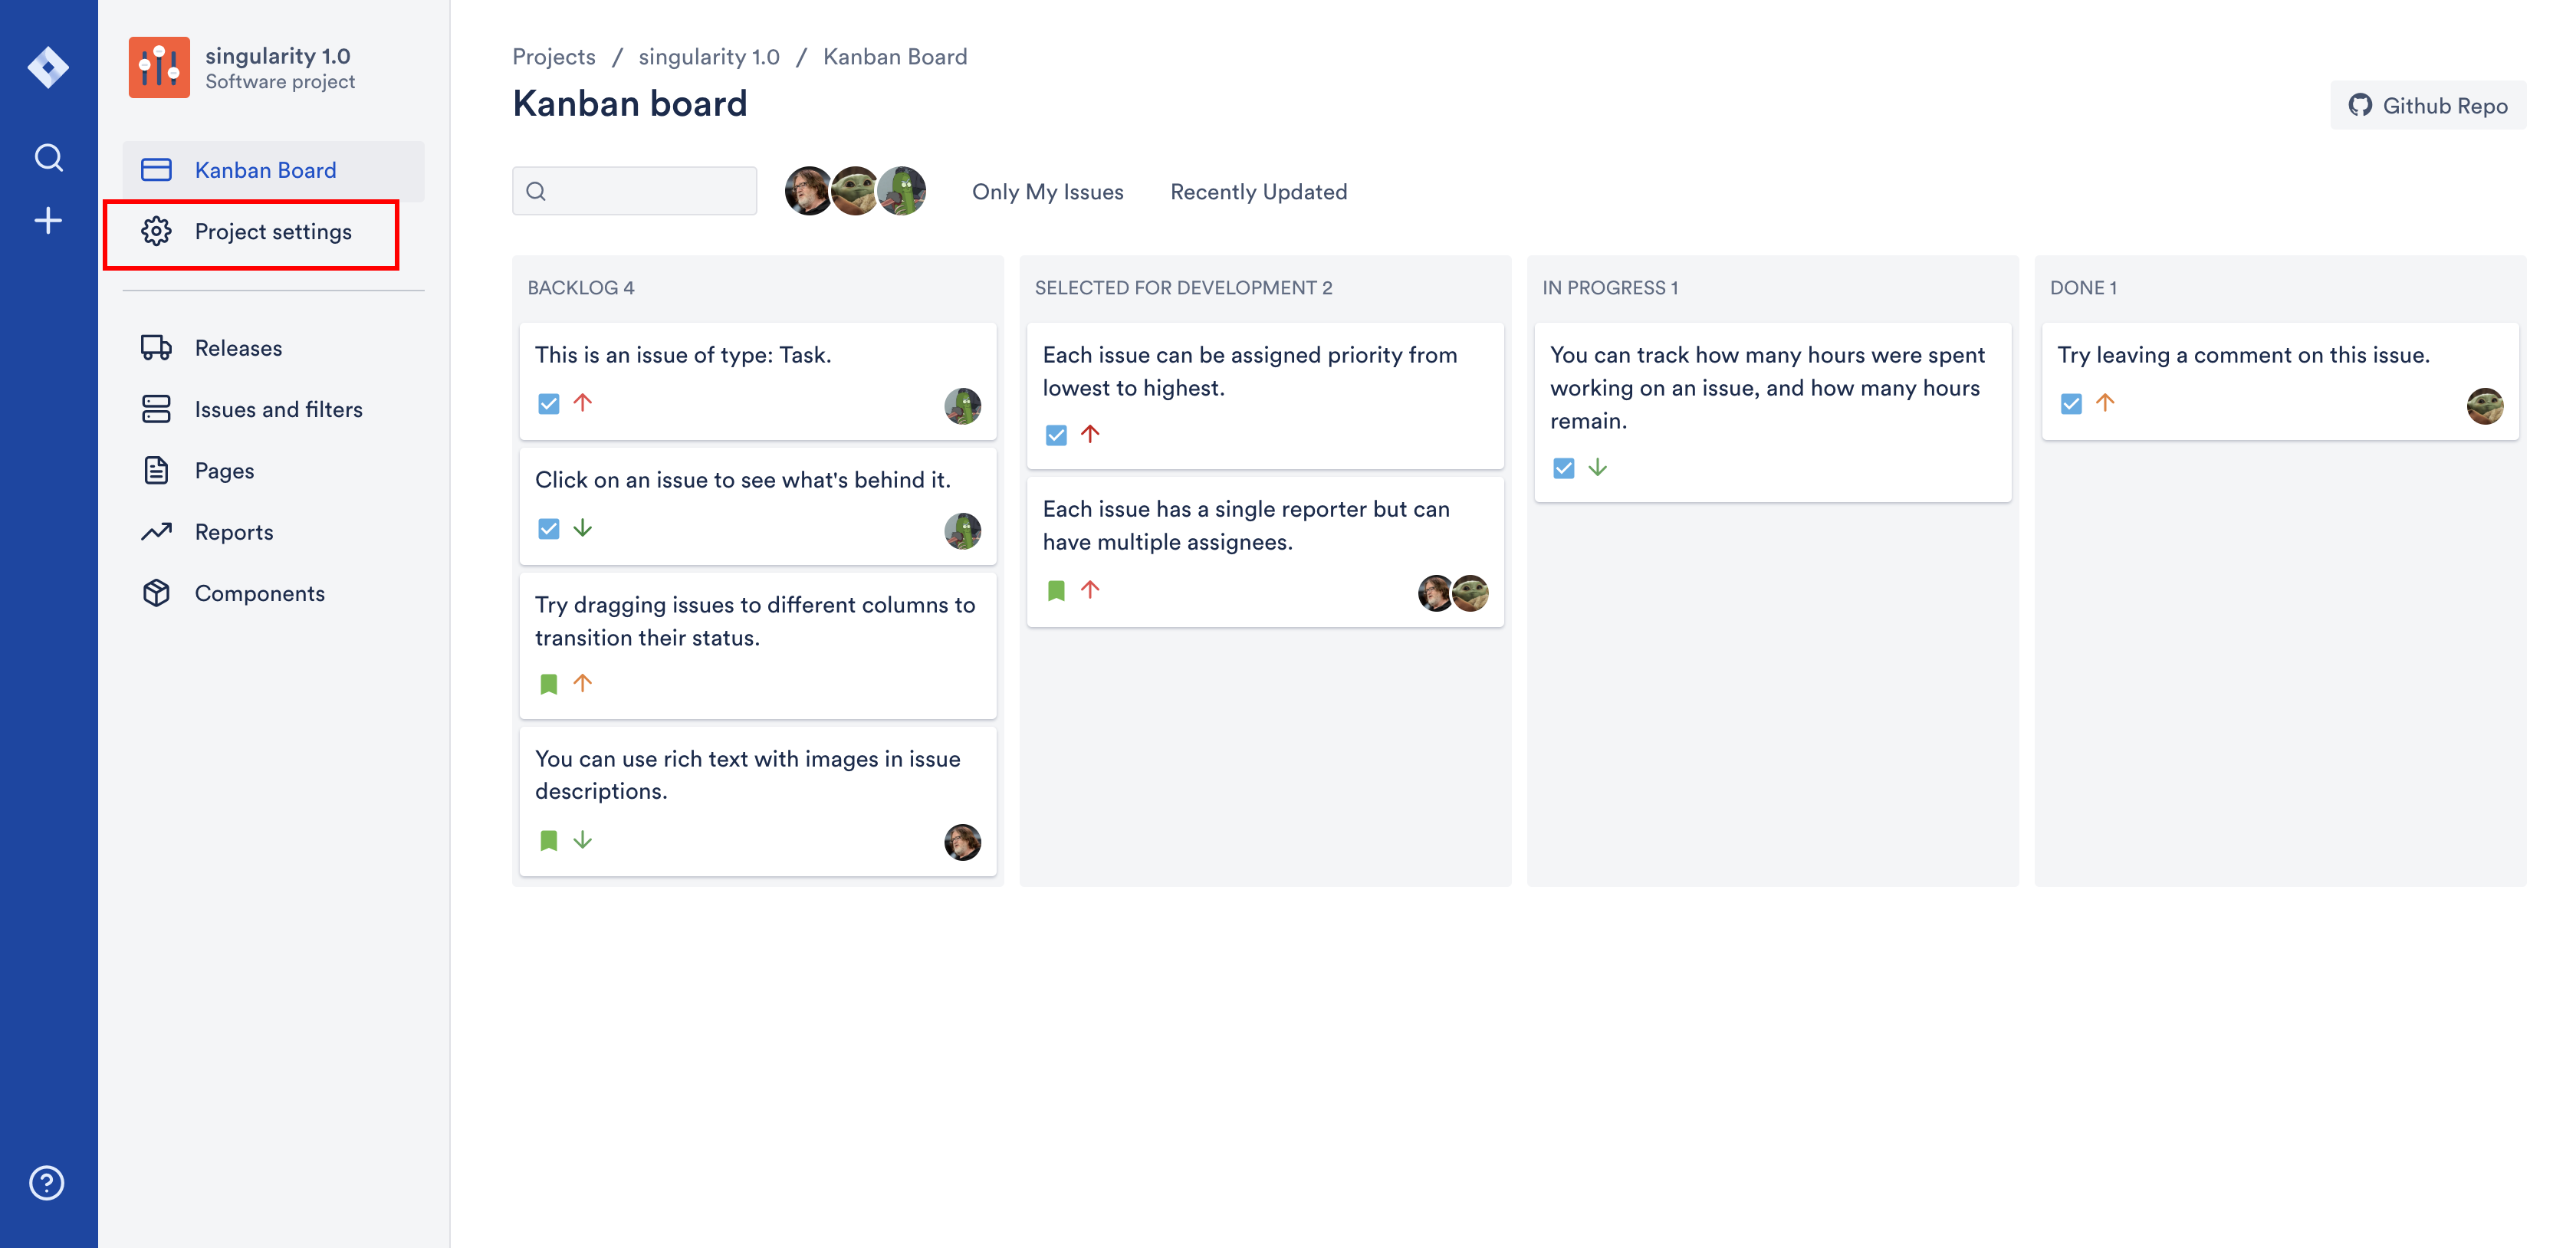 singularity 1.0
Software project
Kanban Board
Project settings
Releases
Issues and filters
Pages
Reports
Components
Projects / singularity 1.0 / Kanban Board
Kanban board
Github Repo
Only My Issues
Recently Updated
BACKLOG 4
This is an issue of type: Task.
Click on an issue to see what's behind it.
Try dragging issues to different columns to
transition their status.
You can use rich text with images in issue
descriptions.
SELECTED FOR DEVELOPMENT 2
Each issue can be assigned priority from
lowest to highest.
Each issue has a single reporter but can
have multiple assignees.
IN PROGRESS 1
You can track how many hours were spent
working on an issue, and how many hours
remain.
DONE 1
Try leaving a comment on this issue.